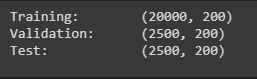 Training: (20000, 200)
Validation: (2500, 200)
Test: (2500, 200)